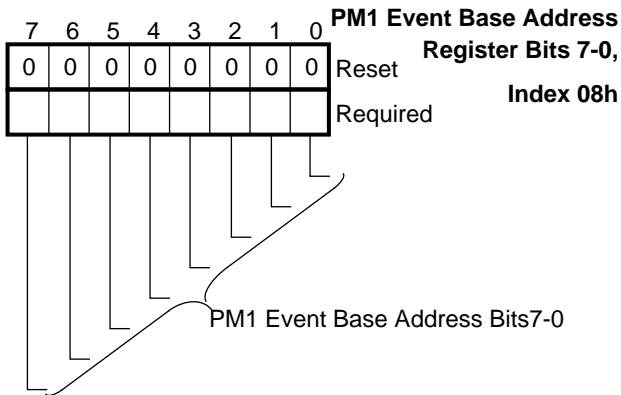 PM1 Event Base Address
Register Bits 7-0,
Index 08h
7 6 5 4 3 2 1 0
0 0 0 0 0 0 0 0 Reset
Required
PM1 Event Base Address Bits7-0